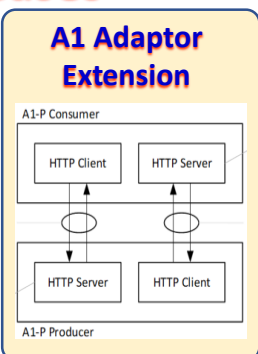 A1 Adaptor
Extension
A1-P Consumer
HTTP Client
HTTP Server
HTTP Server
HTTP Client
A1-P Producer